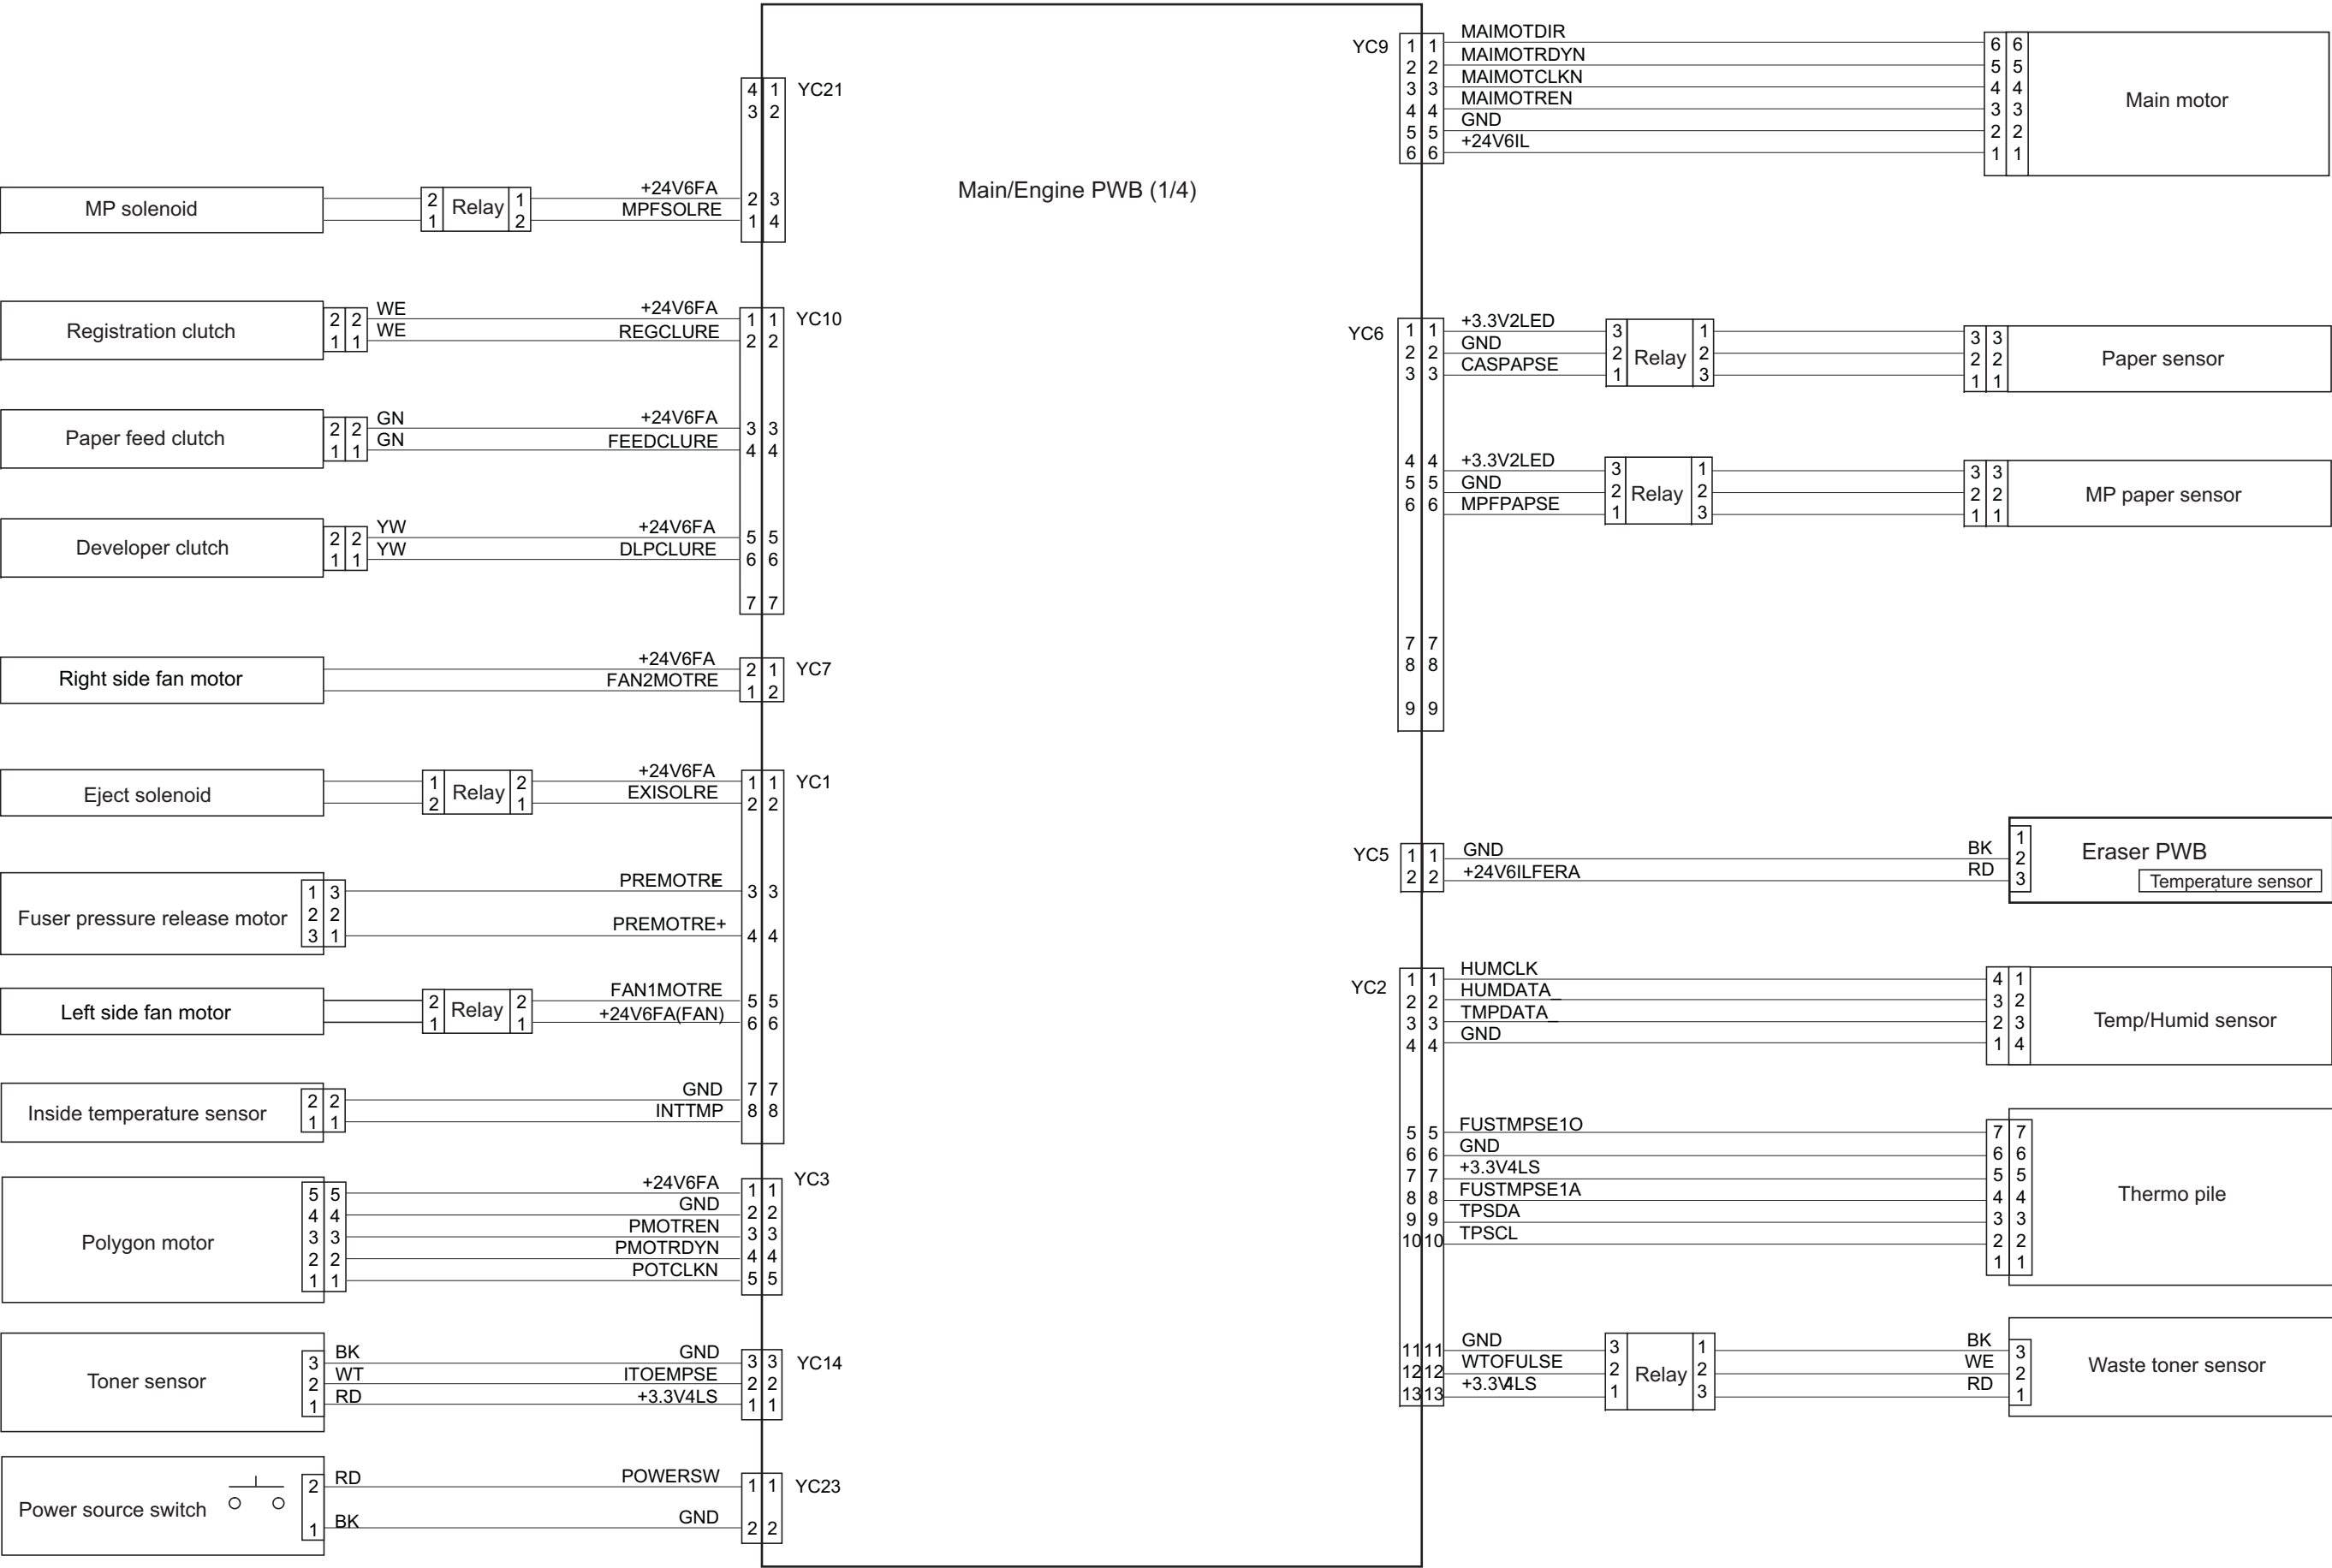 Main/Engine PWB (1/4)
4 1 YC21
3 2
MP solenoid 2 Relay 1 +24V6FA 2 3
1 2 MPFSOLRE 1 4
Registration clutch 2 2 WE +24V6FA 1 1 YC10
1 1 WE REGCLURE 2 2
Paper feed clutch 2 2 GN +24V6FA 3 3
1 1 GN FEEDCLURE 4 4
Developer clutch 2 2 YW +24V6FA 5 5
1 1 YW DLPCLURE 6 6
7 7
Right side fan motor +24V6FA 2 1 YC7
FAN2MOTRE 1 2
Eject solenoid 1 Relay 2 +24V6FA 1 1 YC1
2 1 EXISOLRE 2 2
Fuser pressure release motor 1 3 PREMOTRE- 3 3
2 2
3 1 PREMOTRE+ 4 4
Left side fan motor 2 Relay 2 FAN1MOTRE 5 5
1 1 +24V6FA(FAN) 6 6
Inside temperature sensor 2 2 GND 7 7
1 1 INTTMP 8 8
Polygon motor 5 5 +24V6FA 1 1 YC3
4 4 GND 2 2
3 3 PMOTREN 3 3
2 2 PMOTRDYN 4 4
1 1 POTCLKN 5 5
Toner sensor 3 BK GND 3 3 YC14
2 WT ITOEMPSE 2 2
1 RD +3.3V4LS 1 1
Power source switch 2 RD POWERSW 1 1 YC23
1 BK GND 2 2
YC9 1 1 MAIMOTDIR 6 6 Main motor
2 2 MAIMOTRDYN 5 5
3 3 MAIMOTCLKN 4 4
4 4 MAIMOTREN 3 3
5 5 GND 2 2
6 6 +24V6IL 1 1
YC6 1 1 +3.3V2LED 3 Relay 1 3 3 Paper sensor
2 2 GND 2 2 2 2
3 3 CASPAPSE 1 3 1 1
4 4 +3.3V2LED 3 Relay 1 3 3 MP paper sensor
5 5 GND 2 2 2 2
6 6 MPFPAPSE 1 3 1 1
7 7
8 8
9 9
YC5 1 1 GND BK 1 Eraser PWB
2 2 +24V6ILFERA RD 2
3 Temperature sensor
YC2 1 1 HUMCLK 4 1 Temp/Humid sensor
2 2 HUMDATA_ 3 2
3 3 TMPDATA_ 2 3
4 4 GND 1 4
5 5 FUSTMPSE1O 7 7 Thermo pile
6 6 GND 6 6
7 7 +3.3V4LS 5 5
8 8 FUSTMPSE1A 4 4
9 9 TPSDA 3 3
10 10 TPSCL 2 2
1 1
11 11 GND 3 Relay 1 BK 3 Waste toner sensor
12 12 WTOFULSE 2 2 WE 2
13 13 +3.3V4LS 1 3 RD 1